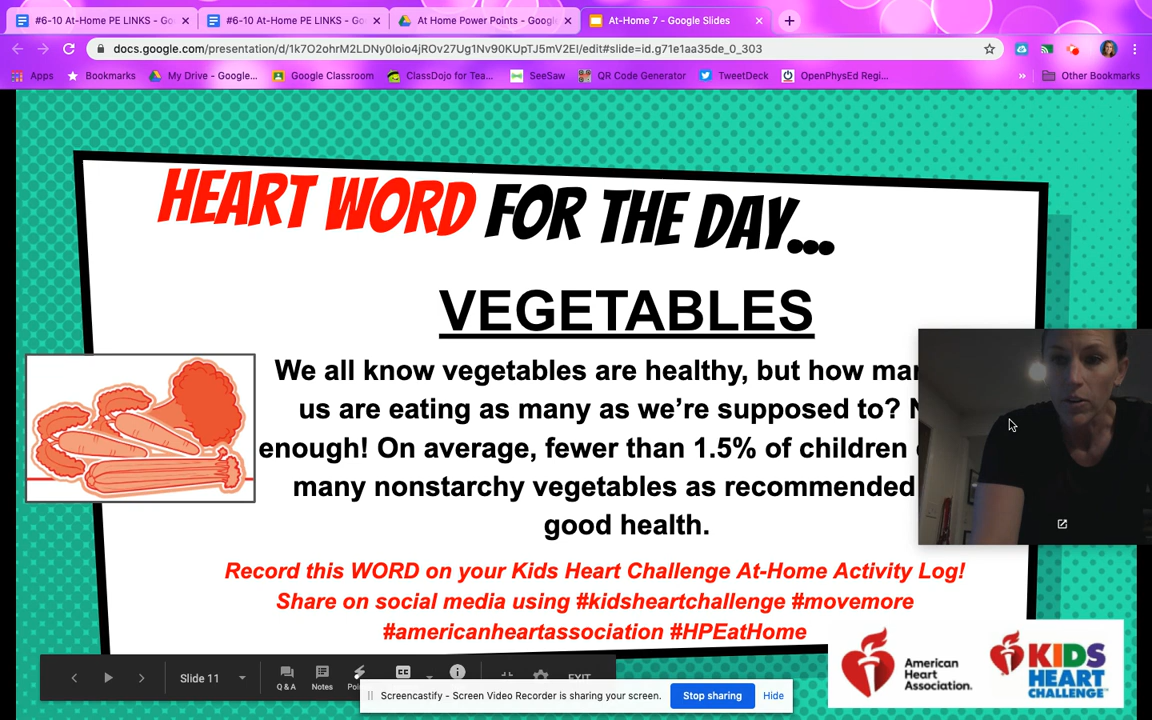 #6-10 At-Home PE LINKS - Go
#6-10 At-Home PE LINKS - Go
At Home Power Points - Googl
At-Home 7 - Google Slides
docs.google.com/presentation/d/1k7O2ohrM2LDNy0loio4jROv27Ug1Nv90KUpTJ5mV2EI/edit#slide=id.g71e1aa35de_0_303
Apps Bookmarks My Drive - Google... Google Classroom ClassDojo for Tea... SeeSaw QR Code Generator TweetDeck OpenPhysEd Regi... » Other Bookmarks
HEART WORD FOR THE DAY...
VEGETABLES
We all know vegetables are healthy, but how
us are eating as many as we're supposed to?
enough! On average, fewer than 1.5% of children
many nonstarchy vegetables as recommended
good health.
Record this WORD on your Kids Heart Challenge At-Home Activity Log!
Share on social media using #kidsheartchallenge #movemore
#americanheartassociation #HPEatHome
American
Heart
Association.
KIDS
HEART
CHALLENGE™
Slide 11
Q & A
Notes
EXIT
Screencastify - Screen Video Recorder is sharing your screen.
Stop sharing
Hide